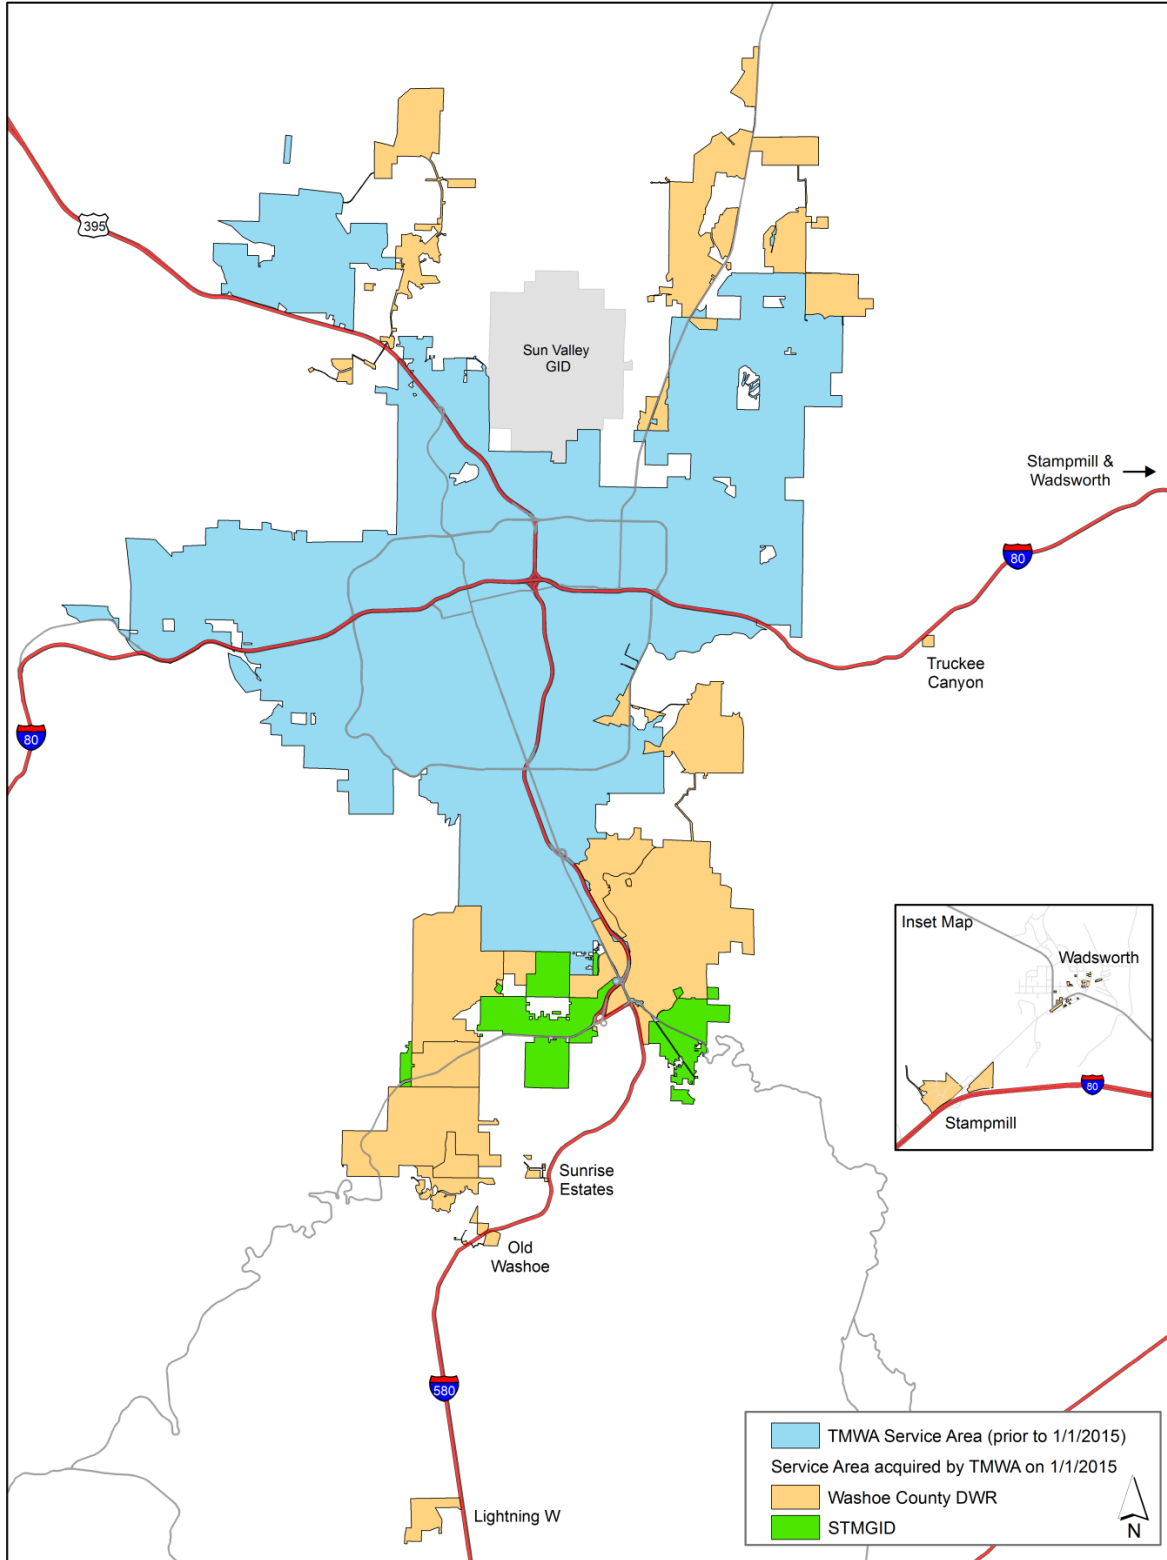 395
Sun Valley
GID
Stampmill &
Wadsworth
80
Truckee
Canyon
80
Inset Map
Wadsworth
80
Stampmill
Sunrise
Estates
Old
Washoe
580
Lightning W
TMWA Service Area (prior to 1/1/2015)
Service Area acquired by TMWA on 1/1/2015
Washoe County DWR
STMGID
N